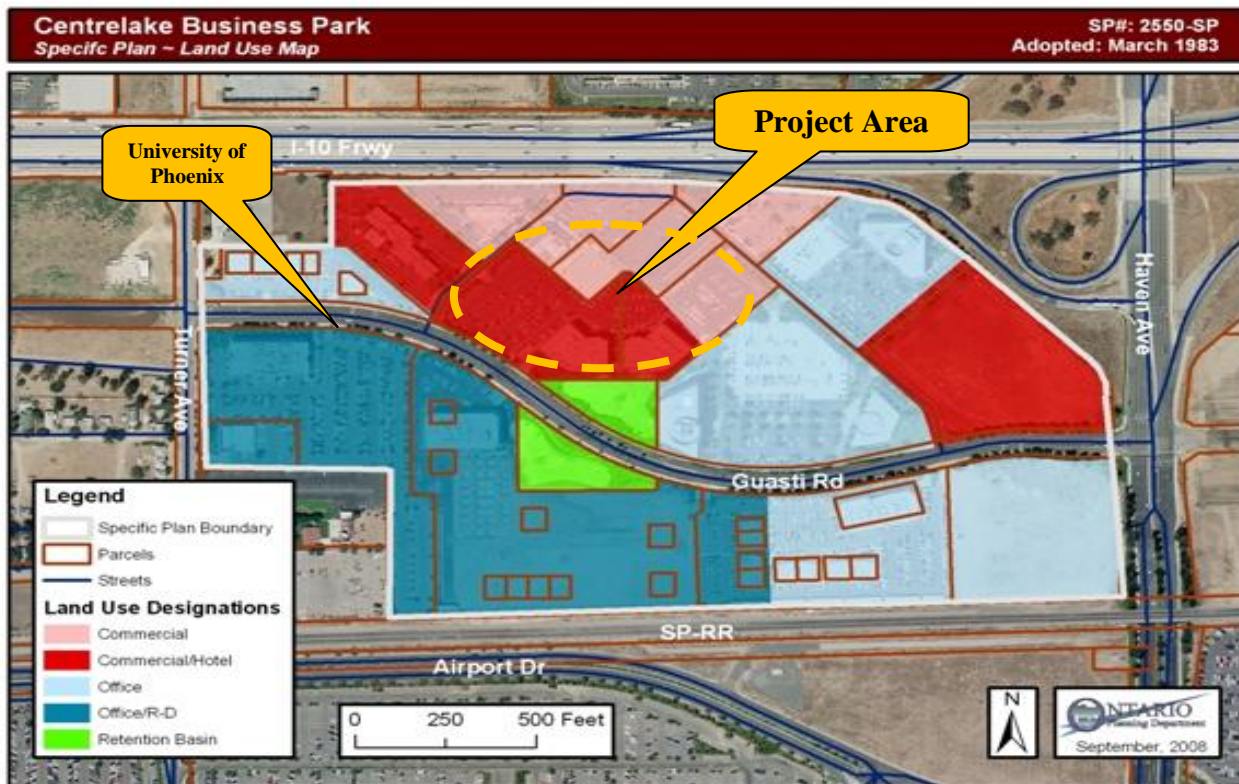 Centrelake Business Park
Specifc Plan ~ Land Use Map
SP#: 2550-SP
Adopted: March 1983
Project Area
University of
Phoenix
I-10 Frwy
Haven Ave
Turner Ave
Guasti Rd
Legend
Specific Plan Boundary
Parcels
Streets
Land Use Designations
Commercial
Commercial/Hotel
Office
Office/R-D
Retention Basin
SP-RR
Airport Dr
0 250 500 Feet
N
ONTARIO
Planning Department
September, 2008